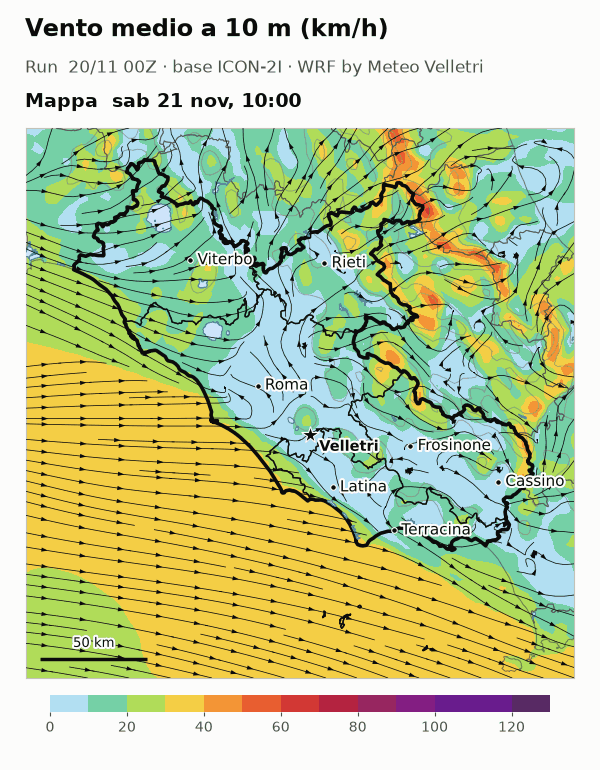 Vento medio a 10 m (km/h)
Run 20/11 00Z · base ICON-2I · WRF by Meteo Velletri
Mappa sab 21 nov, 10:00
Viterbo
Rieti
Roma
Velletri
Frosinone
Cassino
Latina
Terracina
50 km
0 20 40 60 80 100 120